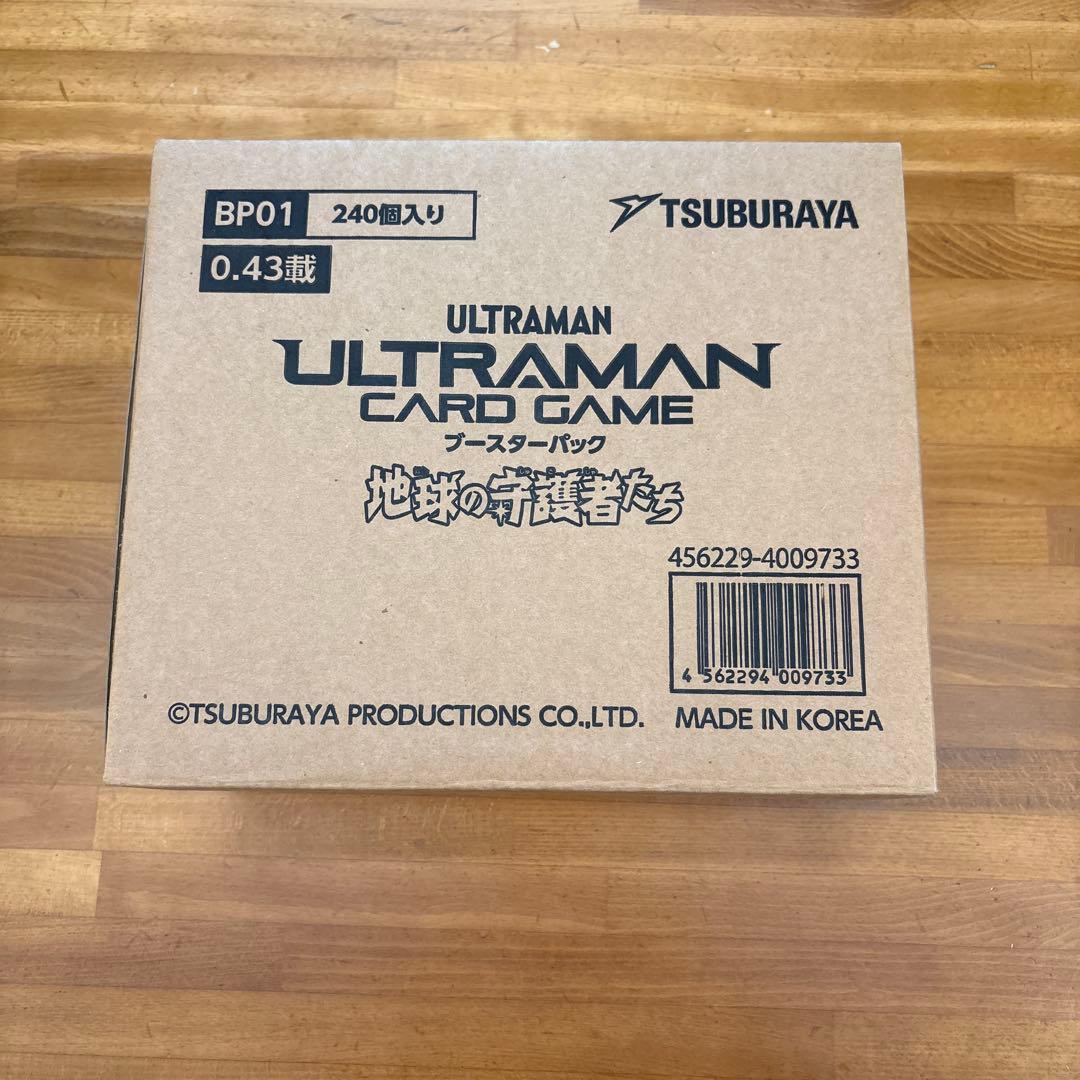 BP01 240個入り
0.43載
TSUBURAYA
ULTRAMAN
ULTRAMAN
CARD GAME
ブースターパック
地球の守護者たち
456229-4009733
4 562294 009733
©TSUBURAYA PRODUCTIONS CO.,LTD. MADE IN KOREA